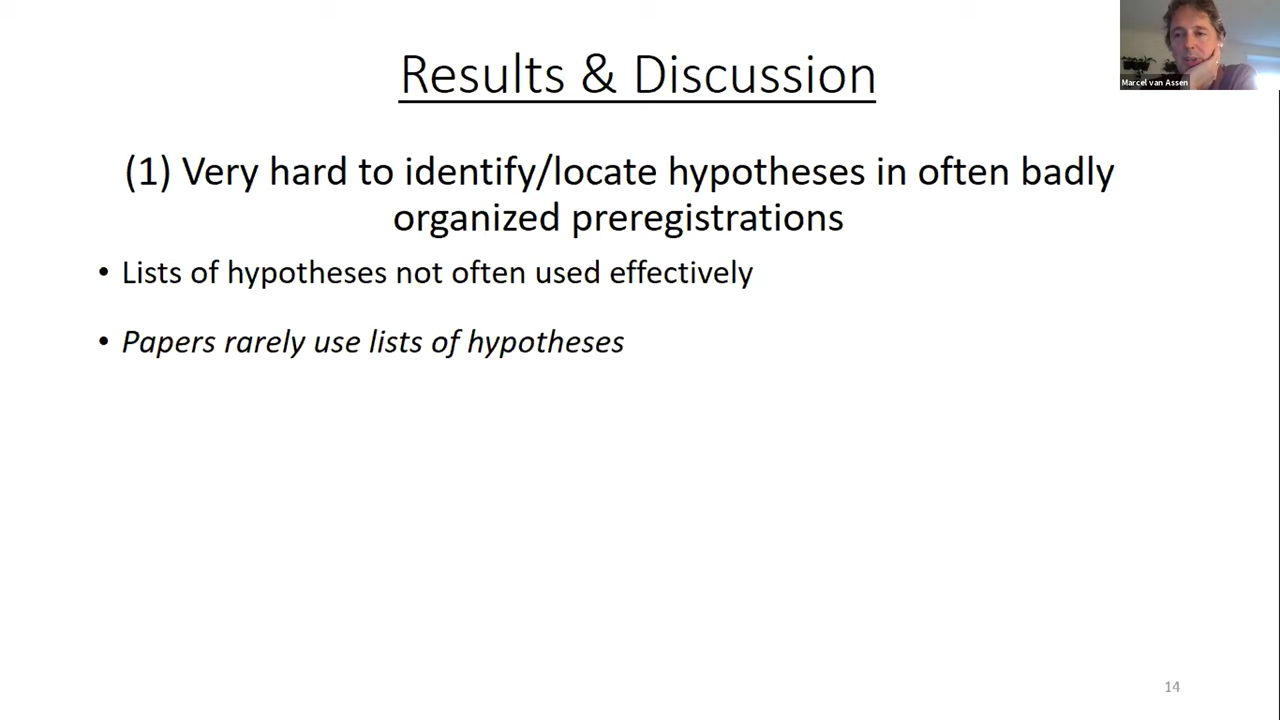 Results & Discussion
Marcel van Assen
(1) Very hard to identify/locate hypotheses in often badly
organized preregistrations
• Lists of hypotheses not often used effectively
• Papers rarely use lists of hypotheses
14